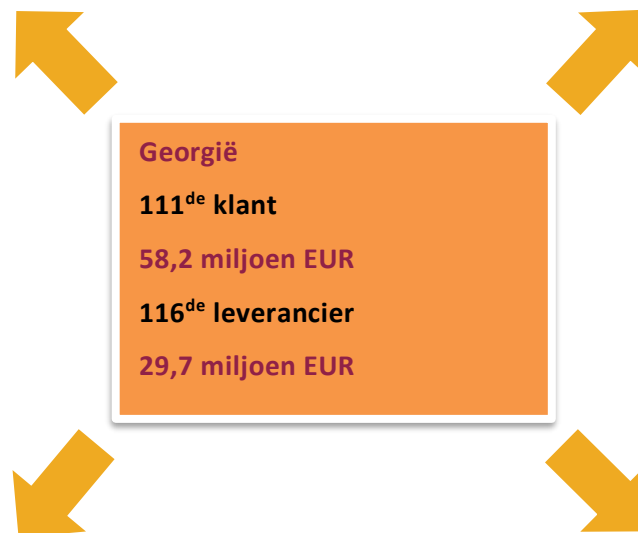 Georgië
111de klant
58,2 miljoen EUR
116de leverancier
29,7 miljoen EUR